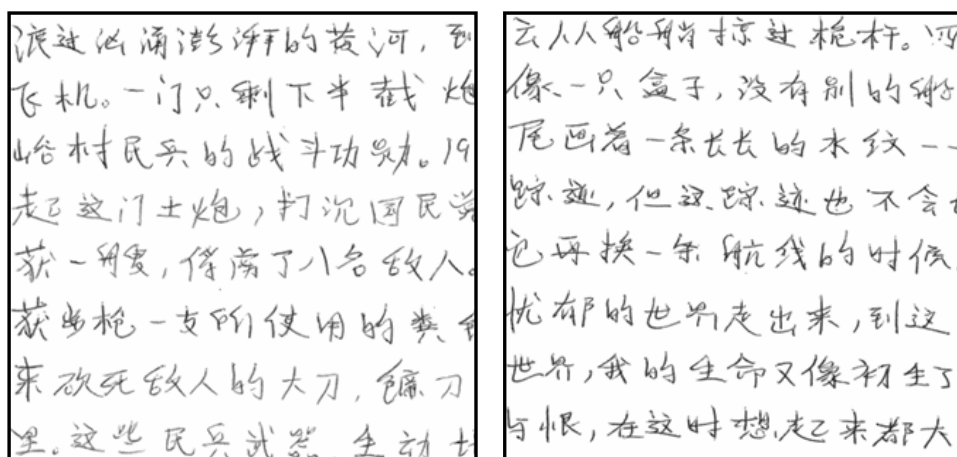 渡过汹涌澎湃的黄河，到
飞机。一门只剩下半截炮
峪村民兵的战斗功勋。19
起了这门土炮，打沉国民党
获一艘，俘虏了八名敌人。
获步枪一支所使用的粪
来砍死敌人的大刀，镰刀
里。这些民兵武器，生动
云从船艄掠过桅杆。河
像一只盒子，没有别的船
尾画着一条长长的水纹——
踪迹，但这踪迹也不会
它再换一条航线的时候
忧郁的世界走出来，到这
世界，我的生命又像初生了
与恨，在这时想起来都大